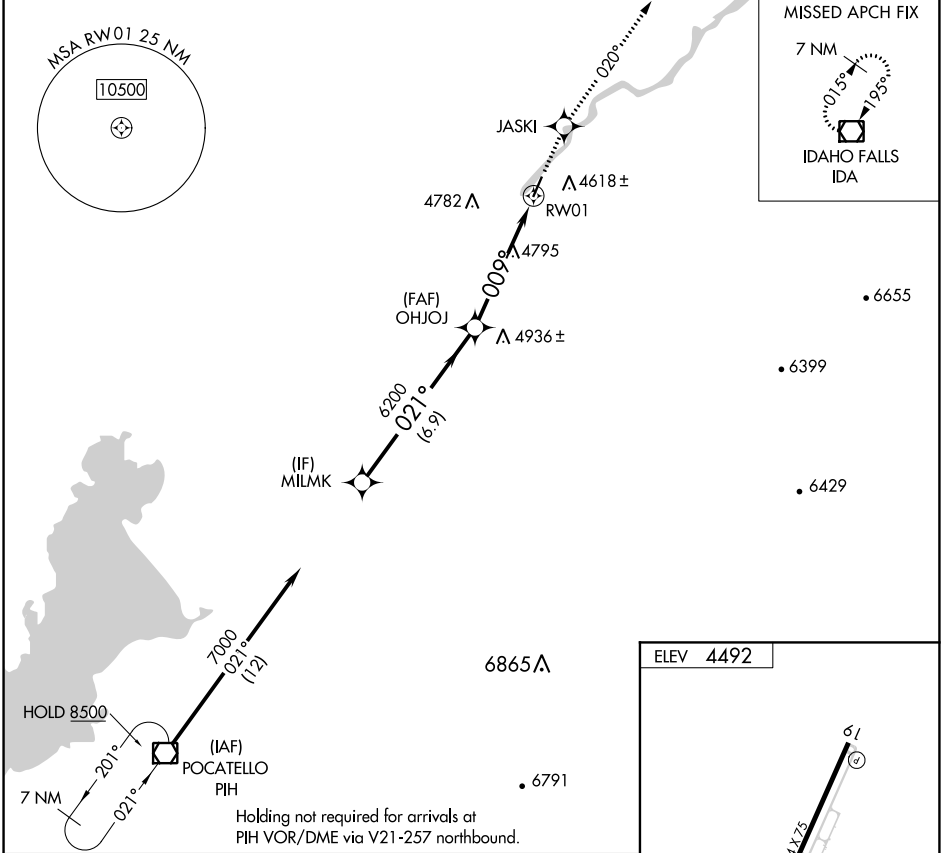 MSA RW01 25 NM
10500
MISSED APCH FIX
7 NM
015°
195°
IDAHO FALLS
IDA
020°
JASKI
4618±
4782
RW01
4795
009°
(FAF)
OHJOJ
4936±
6655
6399
6200
021°
(6.9)
(IF)
MILMK
6429
7000
021°
(12)
6865
ELEV 4492
HOLD 8500
201°
021°
7 NM
(IAF)
POCATELLO
PIH
6791
Holding not required for arrivals at
PIH VOR/DME via V21-257 northbound.
19
P
X 75